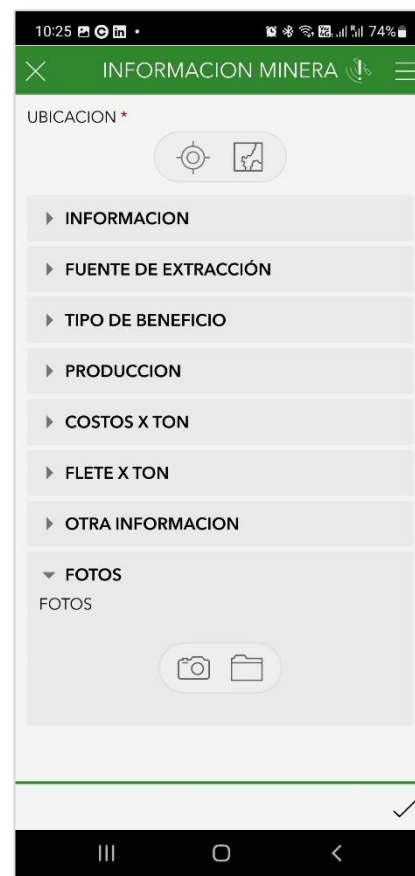 10:25 74%
INFORMACION MINERA
UBICACION *
INFORMACION
FUENTE DE EXTRACCIÓN
TIPO DE BENEFICIO
PRODUCCION
COSTOS X TON
FLETE X TON
OTRA INFORMACION
FOTOS
FOTOS